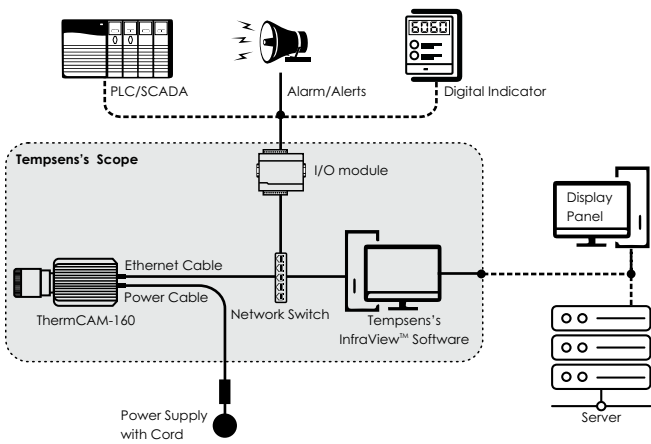 6060
PLC/SCADA
Alarm/Alerts
Digital Indicator
Tempsens's Scope
I/O module
Display
Panel
Ethernet Cable
Power Cable
ThermCAM-160
Network Switch
Tempsens's
InfraView™ Software
Power Supply
with Cord
Server